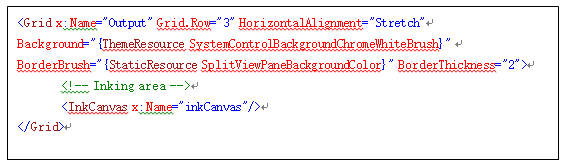 <Grid x:Name="Output" Grid.Row="3" HorizontalAlignment="Stretch"
Background="{ThemeResource SystemControlBackgroundChromeWhiteBrush}"
BorderBrush="{StaticResource SplitViewPaneBackgroundColor}" BorderThickness="2">
<!-- Inking area -->
<InkCanvas x:Name="inkCanvas"/>
</Grid>